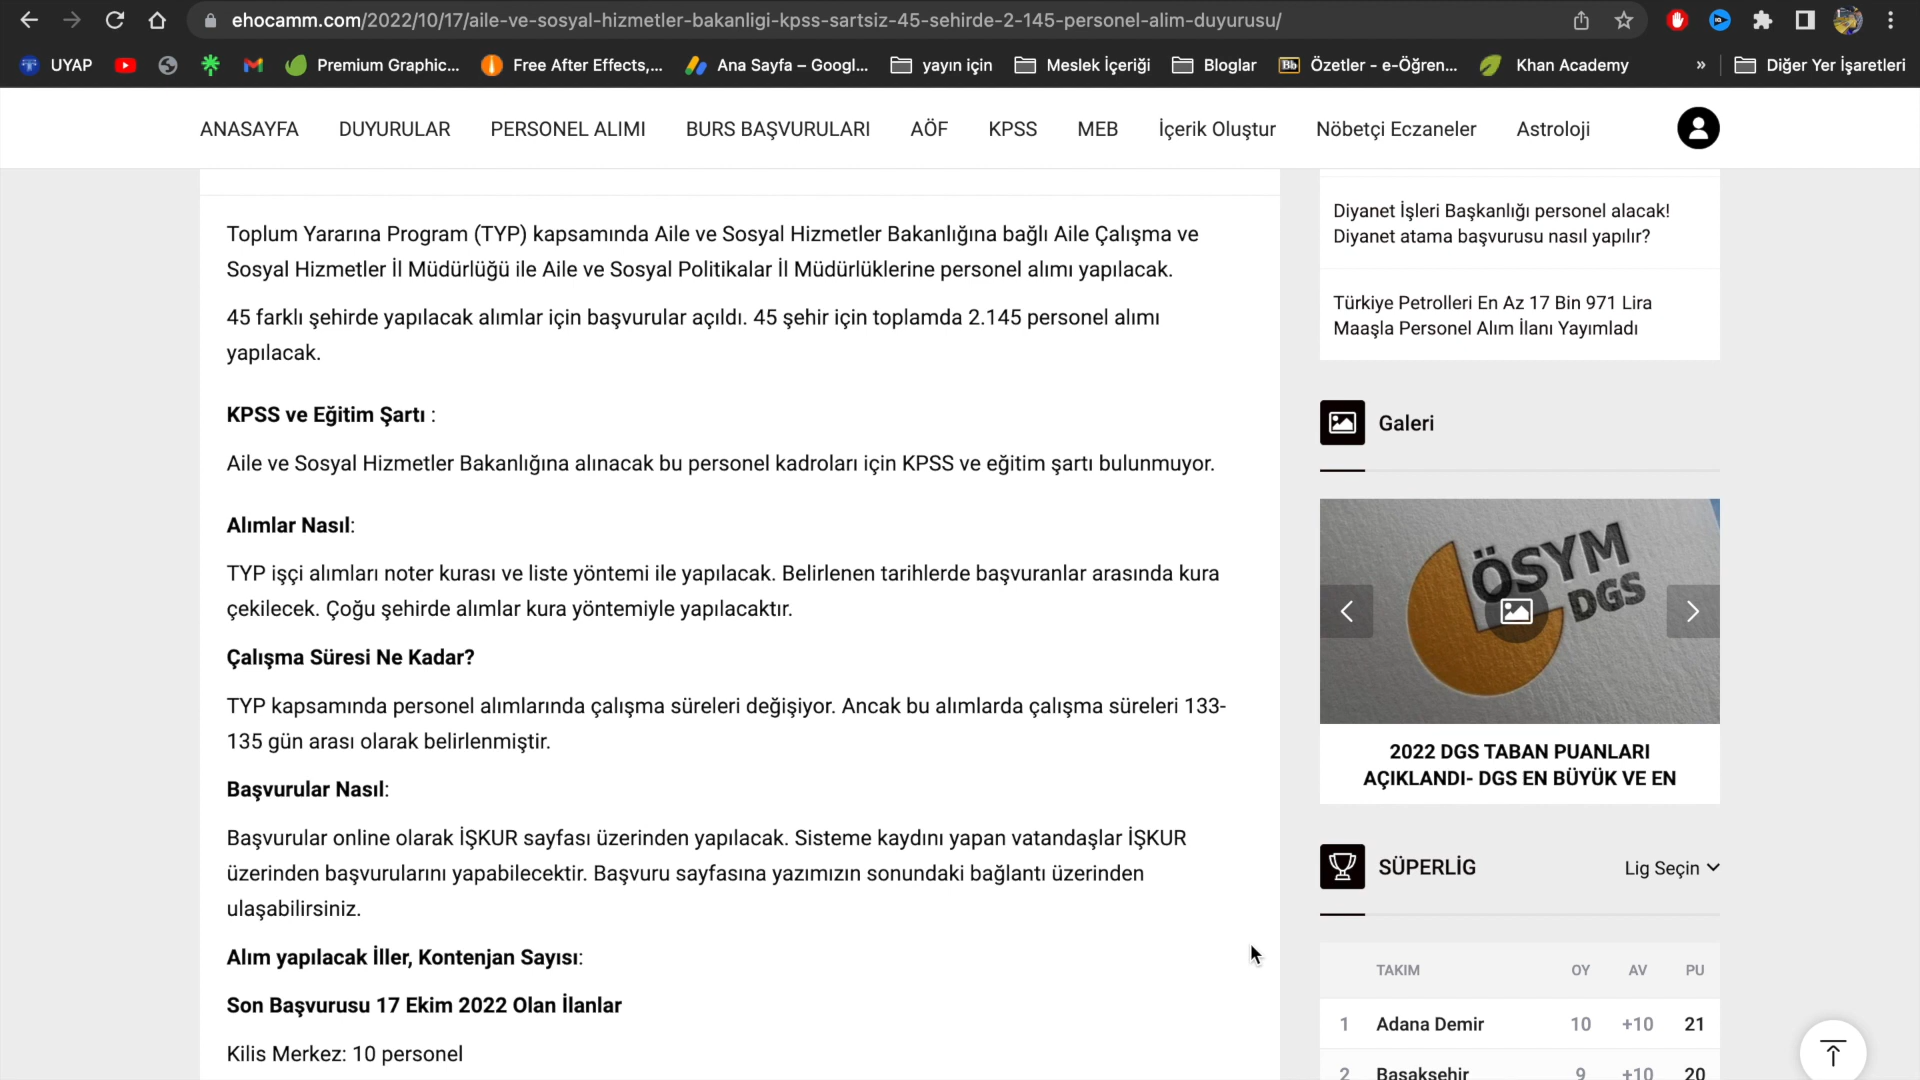 ehocamm.com/2022/10/17/aile-ve-sosyal-hizmetler-bakanligi-kpss-sartsiz-45-sehirde-2-145-personel-alim-duyurusu/
UYAP
Premium Graphic...
Free After Effects,...
Ana Sayfa – Googl...
yayın için
Meslek İçeriği
Bloglar
Bb
Özetler - e-Öğren...
Khan Academy
»
Diğer Yer İşaretleri
ANASAYFA
DUYURULAR
PERSONEL ALIMI
BURS BAŞVURULARI
AÖF
KPSS
MEB
İçerik Oluştur
Nöbetçi Eczaneler
Astroloji
Toplum Yararına Program (TYP) kapsamında Aile ve Sosyal Hizmetler Bakanlığına bağlı Aile Çalışma ve
Sosyal Hizmetler İl Müdürlüğü ile Aile ve Sosyal Politikalar İl Müdürlüklerine personel alımı yapılacak.
45 farklı şehirde yapılacak alımlar için başvurular açıldı. 45 şehir için toplamda 2.145 personel alımı
yapılacak.
KPSS ve Eğitim Şartı :
Aile ve Sosyal Hizmetler Bakanlığına alınacak bu personel kadroları için KPSS ve eğitim şartı bulunmuyor.
Alımlar Nasıl:
TYP işçi alımları noter kurası ve liste yöntemi ile yapılacak. Belirlenen tarihlerde başvuranlar arasında kura
çekilecek. Çoğu şehirde alımlar kura yöntemiyle yapılacaktır.
Çalışma Süresi Ne Kadar?
TYP kapsamında personel alımlarında çalışma süreleri değişiyor. Ancak bu alımlarda çalışma süreleri 133-
135 gün arası olarak belirlenmiştir.
Başvurular Nasıl:
Başvurular online olarak İŞKUR sayfası üzerinden yapılacak. Sisteme kaydını yapan vatandaşlar İŞKUR
üzerinden başvurularını yapabilecektir. Başvuru sayfasına yazımızın sonundaki bağlantı üzerinden
ulaşabilirsiniz.
Alım yapılacak İller, Kontenjan Sayısı:
Son Başvurusu 17 Ekim 2022 Olan İlanlar
Kilis Merkez: 10 personel
Diyanet İşleri Başkanlığı personel alacak!
Diyanet atama başvurusu nasıl yapılır?
Türkiye Petrolleri En Az 17 Bin 971 Lira
Maaşla Personel Alım İlanı Yayımladı
Galeri
ÖSYM
DGS
2022 DGS TABAN PUANLARI
AÇIKLANDI- DGS EN BÜYÜK VE EN
SÜPERLİG
Lig Seçin
TAKIM OY AV PU
1 Adana Demir 10 +10 21
2 Başakşehir 9 +10 20